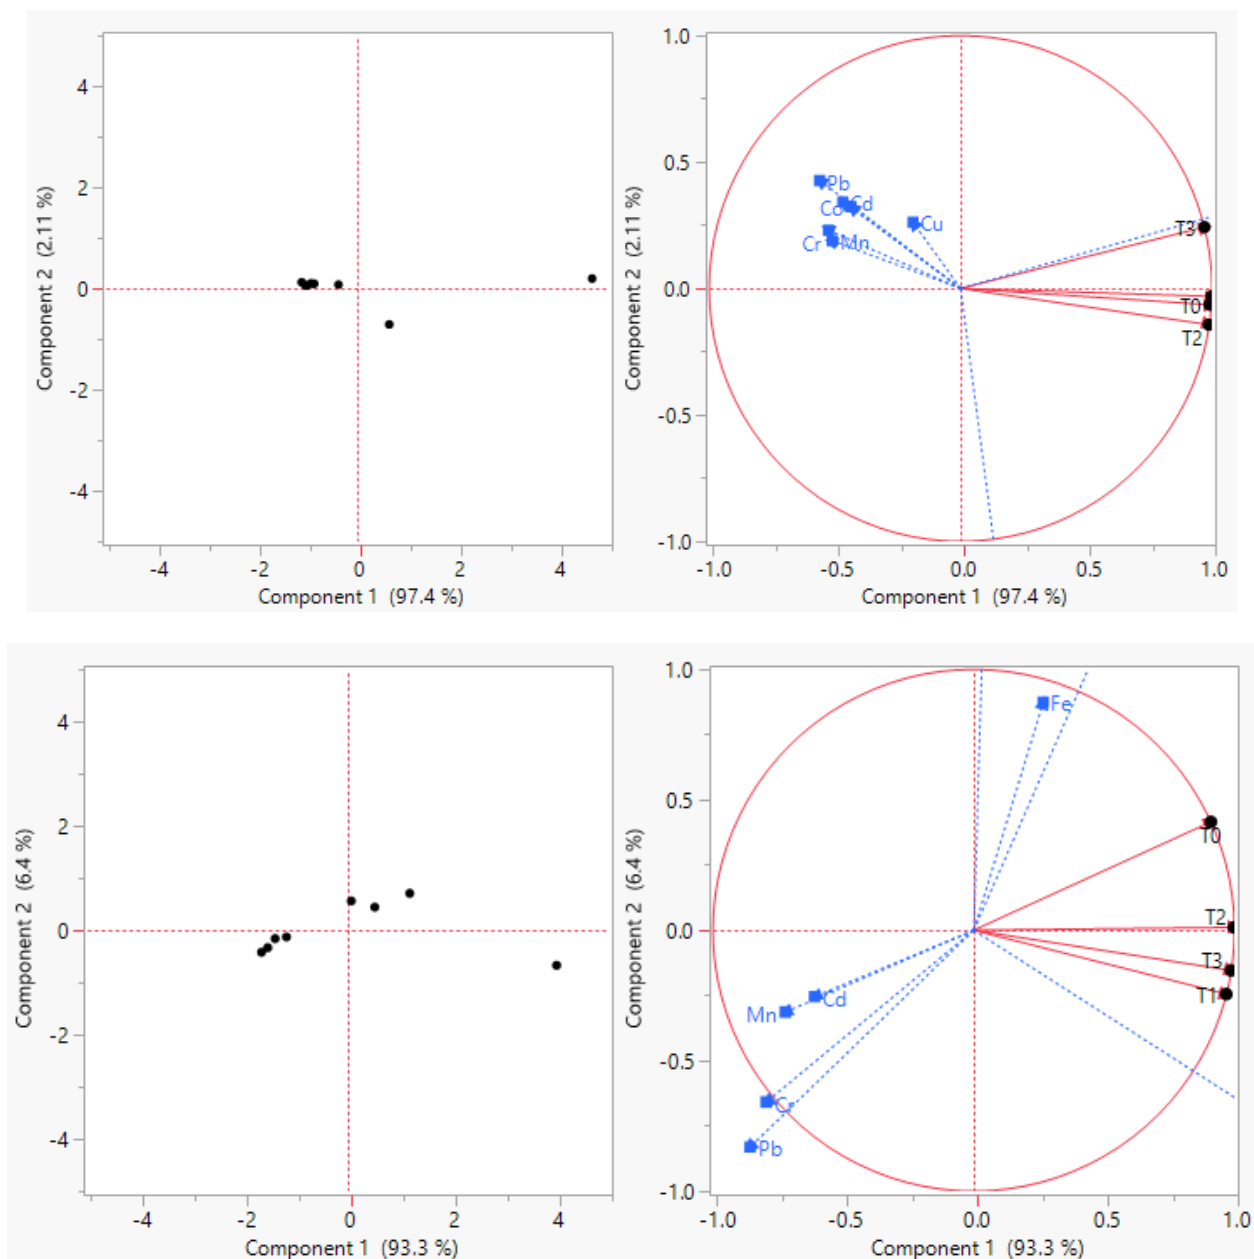 4
2
0
-2
-4
Component 2 (2.11 %)
-4 -2 0 2 4
Component 1 (97.4 %)
1.0
0.5
0.0
-0.5
-1.0
Component 2 (2.11 %)
Pb
Cd
Co
Cu
Cr
Mn
T3
T0
T2
-1.0 -0.5 0.0 0.5 1.0
Component 1 (97.4 %)
4
2
0
-2
-4
Component 2 (6.4 %)
-4 -2 0 2 4
Component 1 (93.3 %)
1.0
0.5
0.0
-0.5
-1.0
Component 2 (6.4 %)
Fe
T0
T2
T3
T1
Cd
Mn
Pb
-1.0 -0.5 0.0 0.5 1.0
Component 1 (93.3 %)